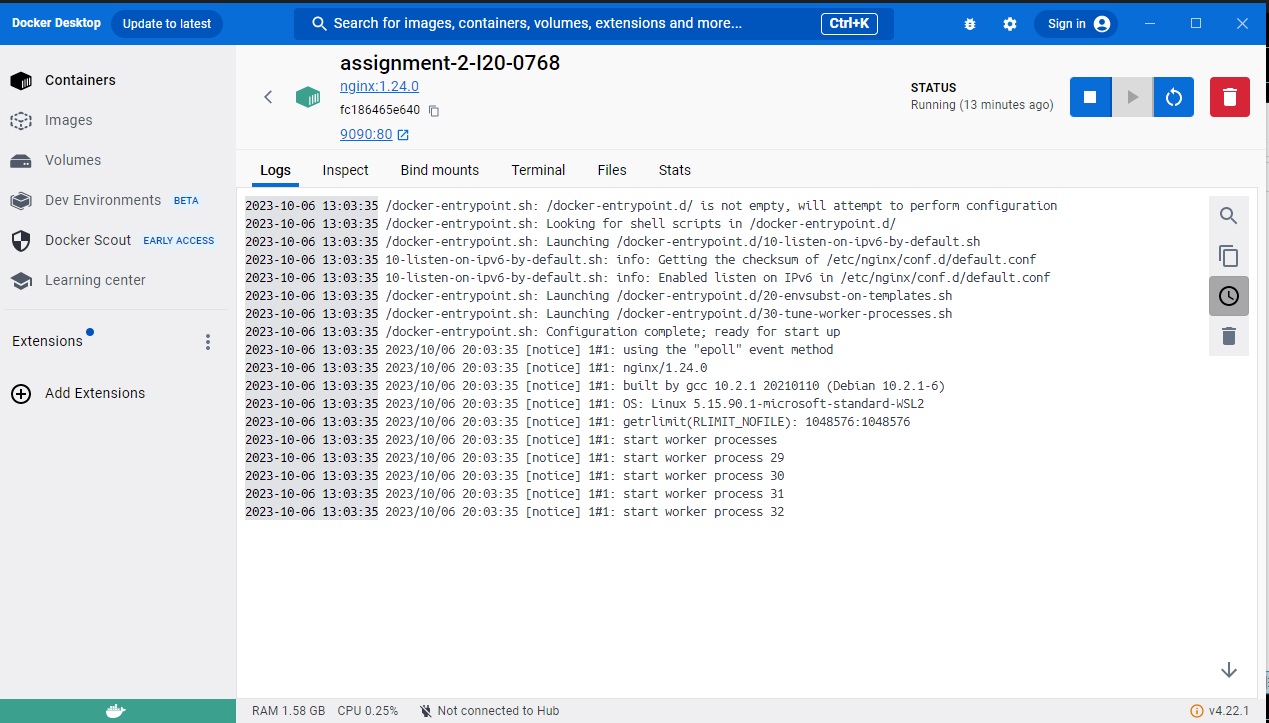 Docker Desktop
Update to latest
Search for images, containers, volumes, extensions and more...
Ctrl+K
Sign in
Containers
Images
Volumes
Dev Environments BETA
Docker Scout EARLY ACCESS
Learning center
Extensions
Add Extensions
assignment-2-I20-0768
nginx:1.24.0
fc186465e640
9090:80
STATUS
Running (13 minutes ago)
Logs Inspect Bind mounts Terminal Files Stats
2023-10-06 13:03:35 /docker-entrypoint.sh: /docker-entrypoint.d/ is not empty, will attempt to perform configuration
2023-10-06 13:03:35 /docker-entrypoint.sh: Looking for shell scripts in /docker-entrypoint.d/
2023-10-06 13:03:35 /docker-entrypoint.sh: Launching /docker-entrypoint.d/10-listen-on-ipv6-by-default.sh
2023-10-06 13:03:35 10-listen-on-ipv6-by-default.sh: info: Getting the checksum of /etc/nginx/conf.d/default.conf
2023-10-06 13:03:35 10-listen-on-ipv6-by-default.sh: info: Enabled listen on IPv6 in /etc/nginx/conf.d/default.conf
2023-10-06 13:03:35 /docker-entrypoint.sh: Launching /docker-entrypoint.d/20-envsubst-on-templates.sh
2023-10-06 13:03:35 /docker-entrypoint.sh: Launching /docker-entrypoint.d/30-tune-worker-processes.sh
2023-10-06 13:03:35 /docker-entrypoint.sh: Configuration complete; ready for start up
2023-10-06 13:03:35 2023/10/06 20:03:35 [notice] 1#1: using the "epoll" event method
2023-10-06 13:03:35 2023/10/06 20:03:35 [notice] 1#1: nginx/1.24.0
2023-10-06 13:03:35 2023/10/06 20:03:35 [notice] 1#1: built by gcc 10.2.1 20210110 (Debian 10.2.1-6)
2023-10-06 13:03:35 2023/10/06 20:03:35 [notice] 1#1: OS: Linux 5.15.90.1-microsoft-standard-WSL2
2023-10-06 13:03:35 2023/10/06 20:03:35 [notice] 1#1: getrlimit(RLIMIT_NOFILE): 1048576:1048576
2023-10-06 13:03:35 2023/10/06 20:03:35 [notice] 1#1: start worker processes
2023-10-06 13:03:35 2023/10/06 20:03:35 [notice] 1#1: start worker process 29
2023-10-06 13:03:35 2023/10/06 20:03:35 [notice] 1#1: start worker process 30
2023-10-06 13:03:35 2023/10/06 20:03:35 [notice] 1#1: start worker process 31
2023-10-06 13:03:35 2023/10/06 20:03:35 [notice] 1#1: start worker process 32
RAM 1.58 GB CPU 0.25% Not connected to Hub
v4.22.1